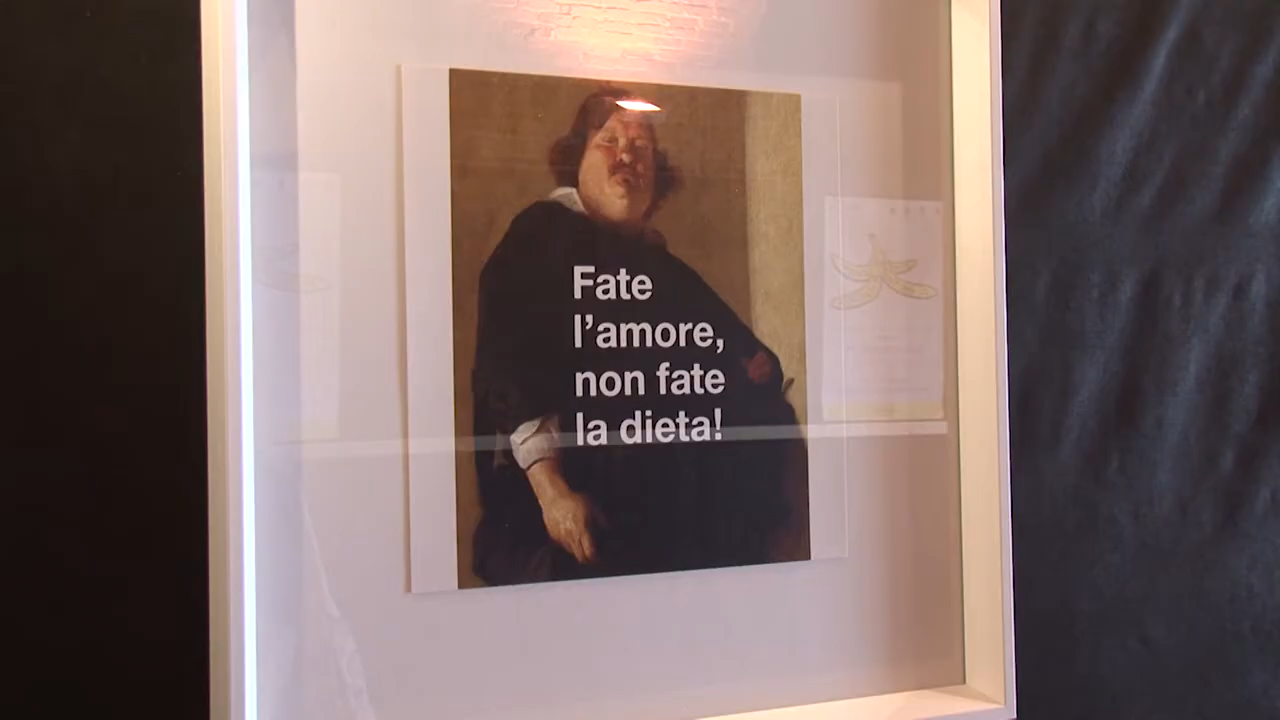 Fate
l’amore,
non fate
la dieta!